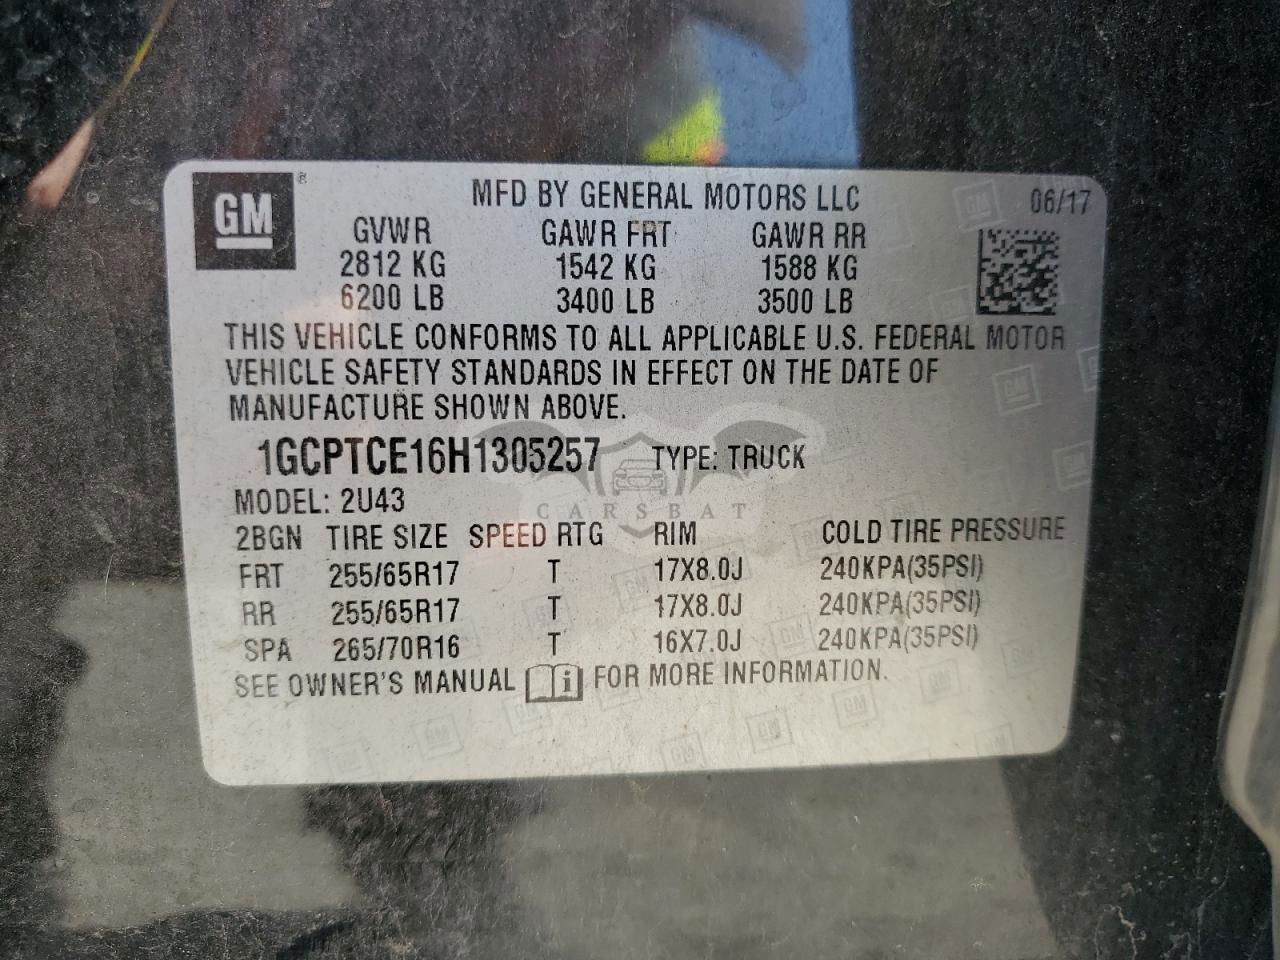 GM ®
MFD BY GENERAL MOTORS LLC 06/17
GVWR GAWR FRT GAWR RR
2812 KG 1542 KG 1588 KG
6200 LB 3400 LB 3500 LB
THIS VEHICLE CONFORMS TO ALL APPLICABLE U.S. FEDERAL MOTOR
VEHICLE SAFETY STANDARDS IN EFFECT ON THE DATE OF
MANUFACTURE SHOWN ABOVE.
1GCPTCE16H1305257 TYPE: TRUCK
CARSBAT
MODEL: 2U43
2BGN TIRE SIZE SPEED RTG RIM COLD TIRE PRESSURE
FRT 255/65R17 T 17X8.0J 240KPA(35PSI)
RR 255/65R17 T 17X8.0J 240KPA(35PSI)
SPA 265/70R16 T 16X7.0J 240KPA(35PSI)
SEE OWNER'S MANUAL i FOR MORE INFORMATION.